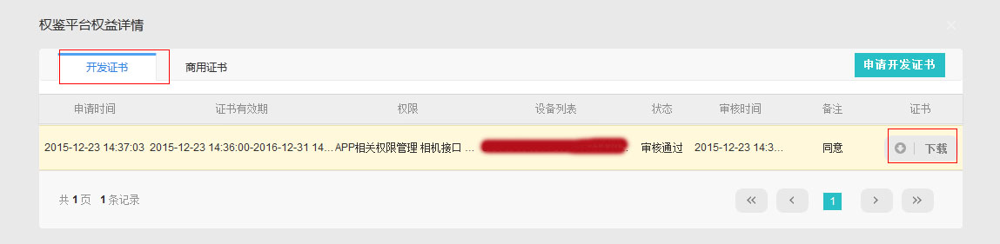 权鉴平台权益详情
开发证书 商用证书 申请开发证书
申请时间 证书有效期 权限 设备列表 状态 审核时间 备注 证书
2015-12-23 14:37:03 2015-12-23 14:36:00-2016-12-31 14... APP相关权限管理 相机接口 ... 审核通过 2015-12-23 14:3... 同意 下载
共 1 页 1 条记录 1